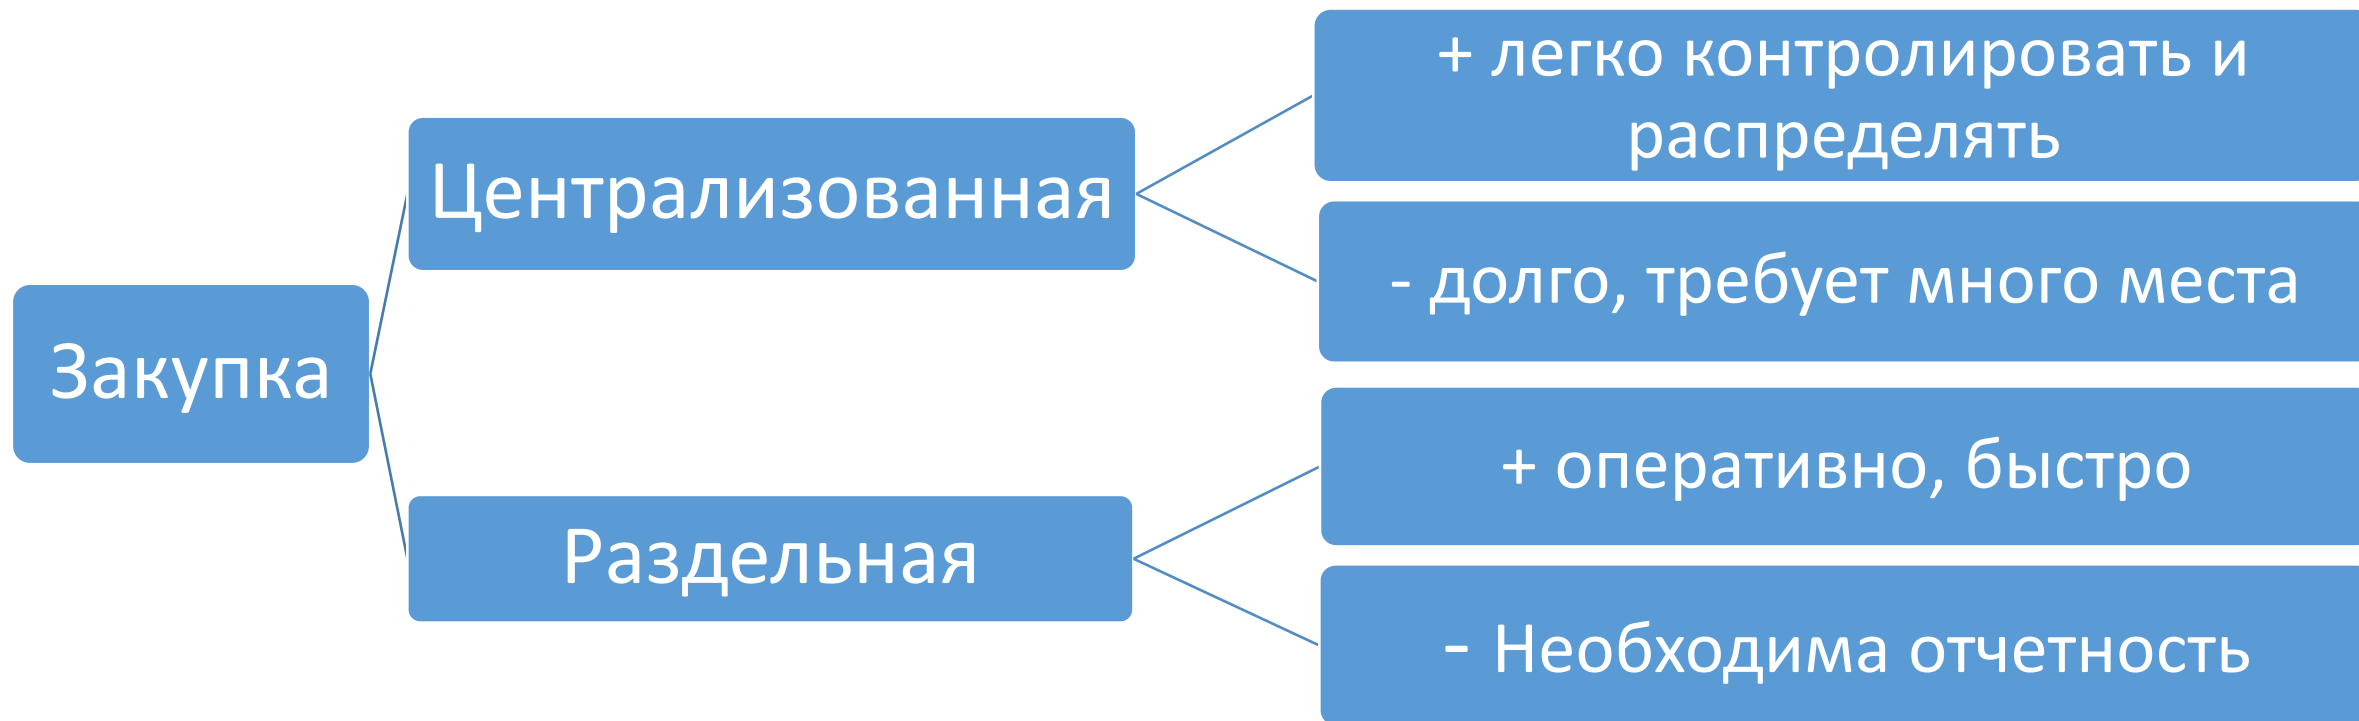 Закупка
Централизованная
+ легко контролировать и
распределять
- долго, требует много места
Раздельная
+ оперативно, быстро
- Необходима отчетность